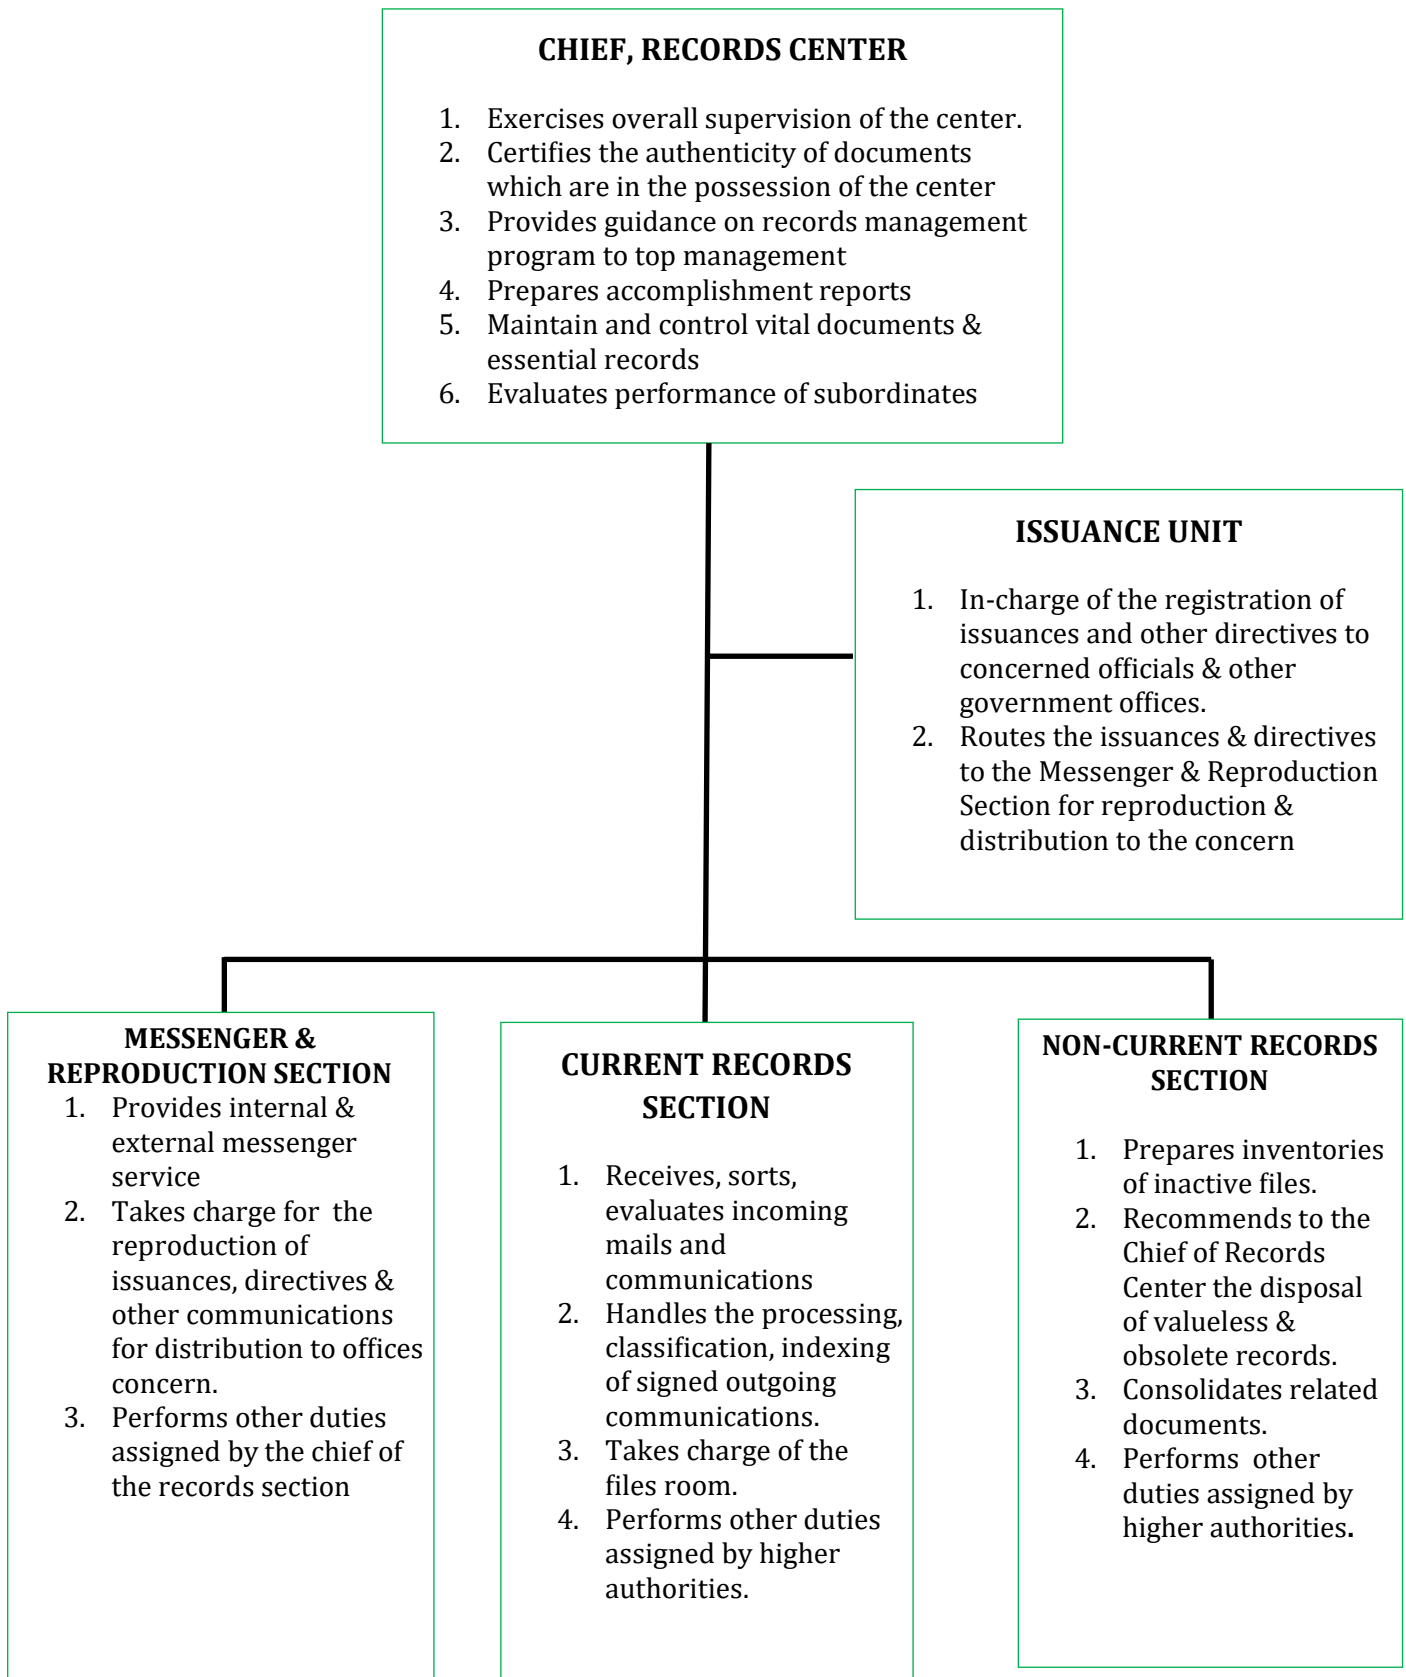 CHIEF, RECORDS CENTER
1. Exercises overall supervision of the center.
2. Certifies the authenticity of documents
which are in the possession of the center
3. Provides guidance on records management
program to top management
4. Prepares accomplishment reports
5. Maintain and control vital documents &
essential records
6. Evaluates performance of subordinates
ISSUANCE UNIT
1. In-charge of the registration of
issuances and other directives to
concerned officials & other
government offices.
2. Routes the issuances & directives
to the Messenger & Reproduction
Section for reproduction &
distribution to the concern
MESSENGER &
REPRODUCTION SECTION
1. Provides internal &
external messenger
service
2. Takes charge for  the
reproduction of
issuances, directives &
other communications
for distribution to offices
concern.
3. Performs other duties
assigned by the chief of
the records section
CURRENT RECORDS
SECTION
1. Receives, sorts,
evaluates incoming
mails and
communications
2. Handles the processing,
classification, indexing
of signed outgoing
communications.
3. Takes charge of the
files room.
4. Performs other duties
assigned by higher
authorities.
NON-CURRENT RECORDS
SECTION
1. Prepares inventories
of inactive files.
2. Recommends to the
Chief of Records
Center the disposal
of valueless &
obsolete records.
3. Consolidates related
documents.
4. Performs  other
duties assigned by
higher authorities.